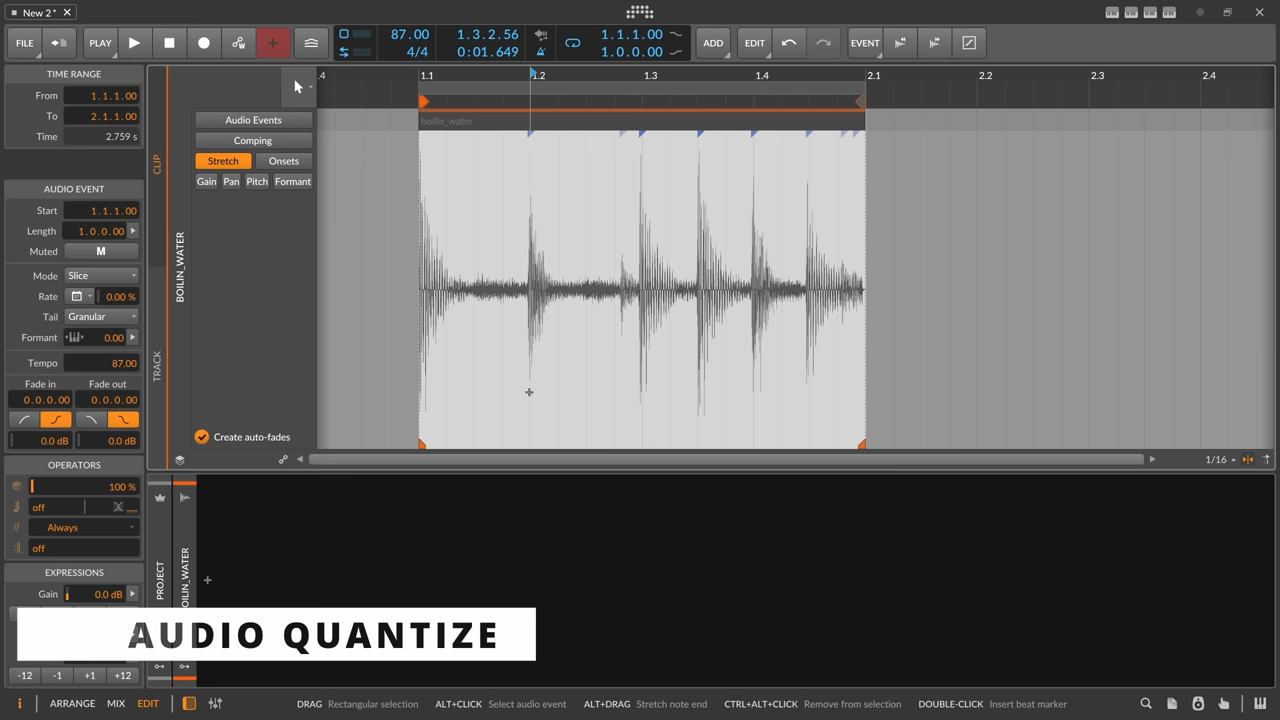 New 2*
FILE
PLAY
87.00
4/4
1.3.2.56
0:01.649
1.1.1.00
1.0.0.00
ADD
EDIT
EVENT
TIME RANGE
From 1.1.1.00
To 2.1.1.00
Time 2.759 s
AUDIO EVENT
Start 1.1.1.00
Length 1.0.0.00
Muted M
Mode Slice
Rate 0.00 %
Tail Granular
Formant 0.00
Tempo 87.00
Fade in Fade out
0.0.0.00 0.0.0.00
0.0 dB 0.0 dB
OPERATORS
100 %
off
Always
off
EXPRESSIONS
Gain 0.0 dB
-12 -1 +1 +12
CLIP
TRACK
BOILIN_WATER
Audio Events
Comping
Stretch Onsets
Gain Pan Pitch Formant
Create auto-fades
.4 1.1 1.2 1.3 1.4 2.1 2.2 2.3 2.4
boilin_water
1/16
PROJECT
OILIN_WATER
+
AUDIO QUANTIZE
i ARRANGE MIX EDIT
DRAG Rectangular selection ALT+CLICK Select audio event ALT+DRAG Stretch note end CTRL+ALT+CLICK Remove from selection DOUBLE-CLICK Insert beat marker